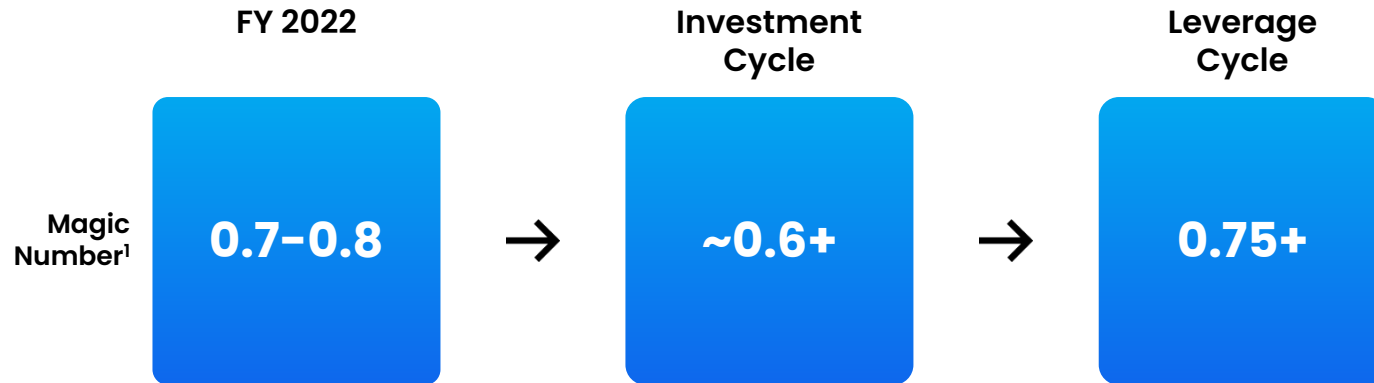 FY 2022
Investment
Cycle
Leverage
Cycle
Magic
Number¹
0.7-0.8
~0.6+
0.75+